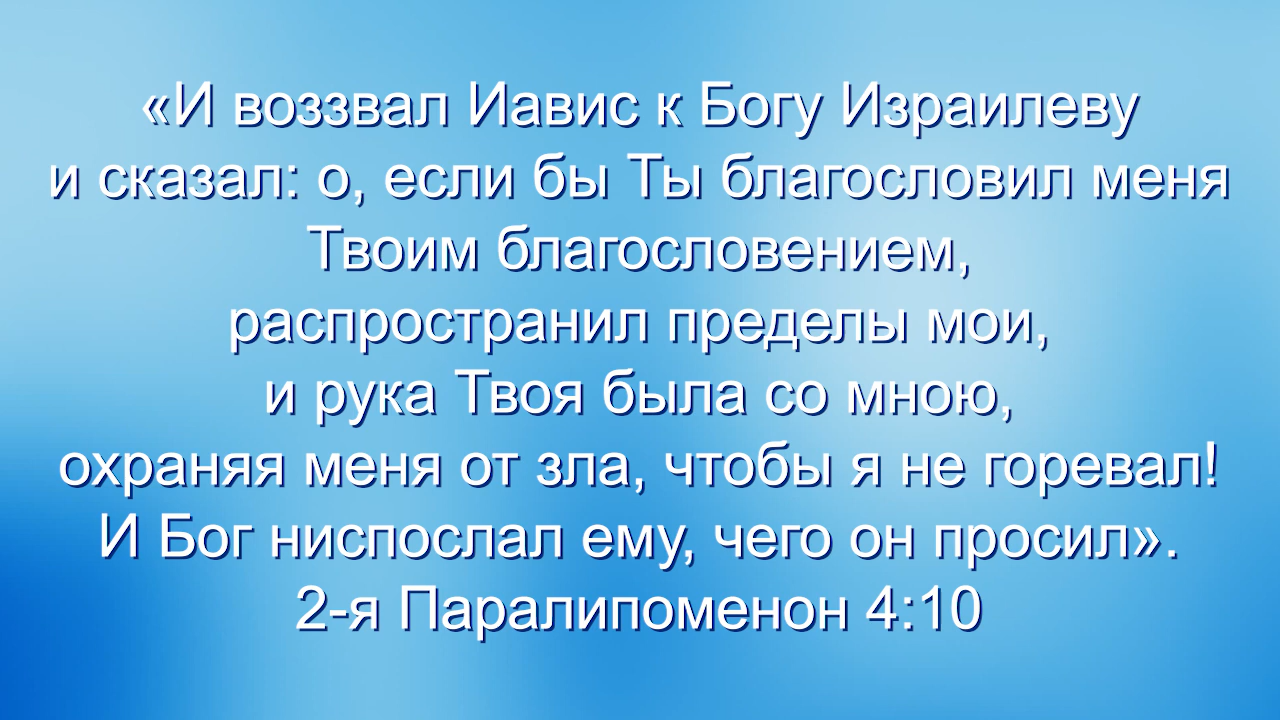 «И воззвал Иавис к Богу Израилеву
и сказал: о, если бы Ты благословил меня
Твоим благословением,
распространил пределы мои,
и рука Твоя была со мною,
охраняя меня от зла, чтобы я не горевал!
И Бог ниспослал ему, чего он просил».
2-я Паралипоменон 4:10